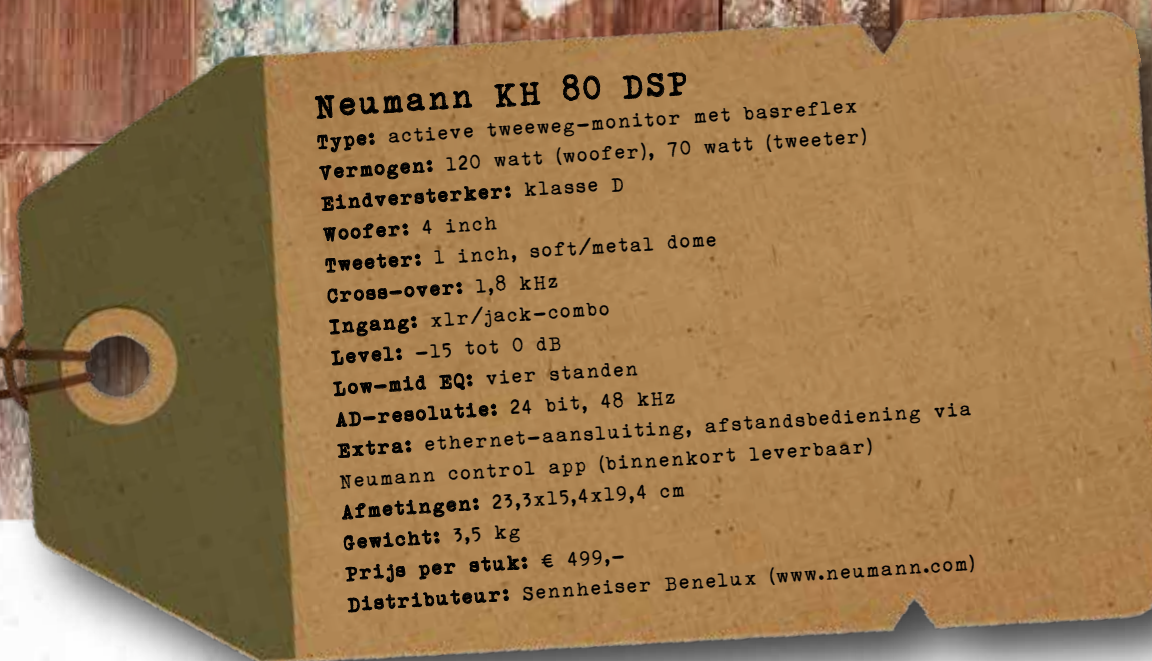 Neumann KH 80 DSP
Type: actieve tweeweg-monitor met basreflex
Vermogen: 120 watt (woofer), 70 watt (tweeter)
Eindversterker: klasse D
Woofer: 4 inch
Tweeter: 1 inch, soft/metal dome
Cross-over: 1,8 kHz
Ingang: xlr/jack-combo
Level: -15 tot 0 dB
Low-mid EQ: vier standen
AD-resolutie: 24 bit, 48 kHz
Extra: ethernet-aansluiting, afstandsbediening via
Neumann control app (binnenkort leverbaar)
Afmetingen: 23,3x15,4x19,4 cm
Gewicht: 3,5 kg
Prijs per stuk: € 499,-
Distributeur: Sennheiser Benelux (www.neumann.com)